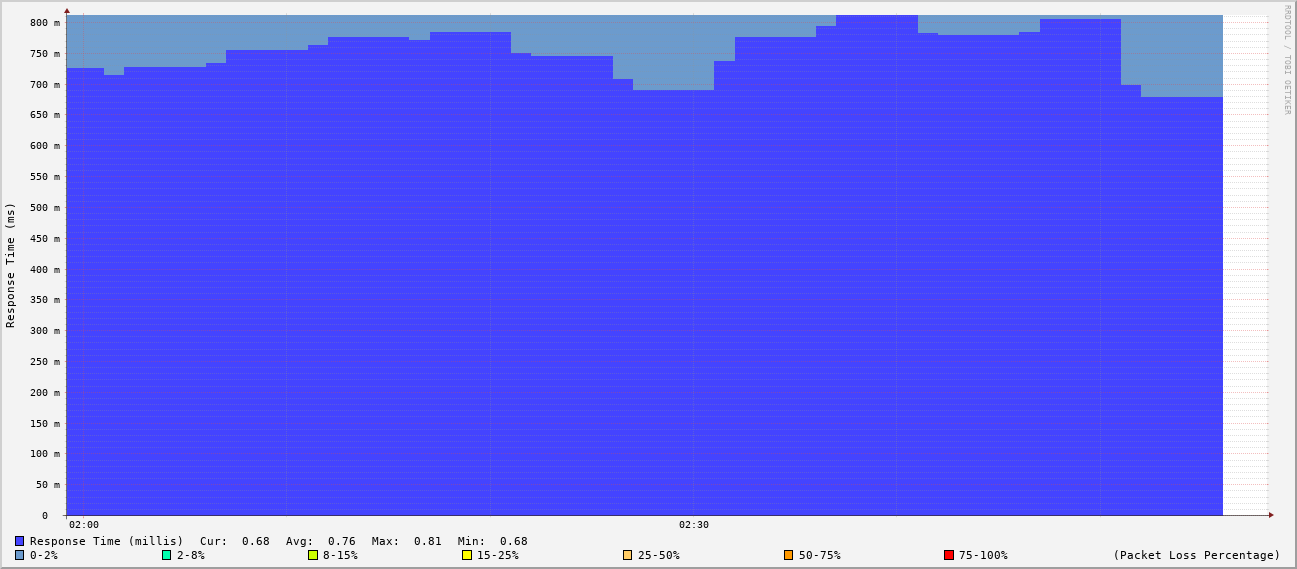 RRDTOOL / TOBI OETIKER
Response Time (ms)
800 m
750 m
700 m
650 m
600 m
550 m
500 m
450 m
400 m
350 m
300 m
250 m
200 m
150 m
100 m
50 m
0
02:00 02:30
Response Time (millis) Cur: 0.68 Avg: 0.76 Max: 0.81 Min: 0.68
0-2% 2-8% 8-15% 15-25% 25-50% 50-75% 75-100% (Packet Loss Percentage)